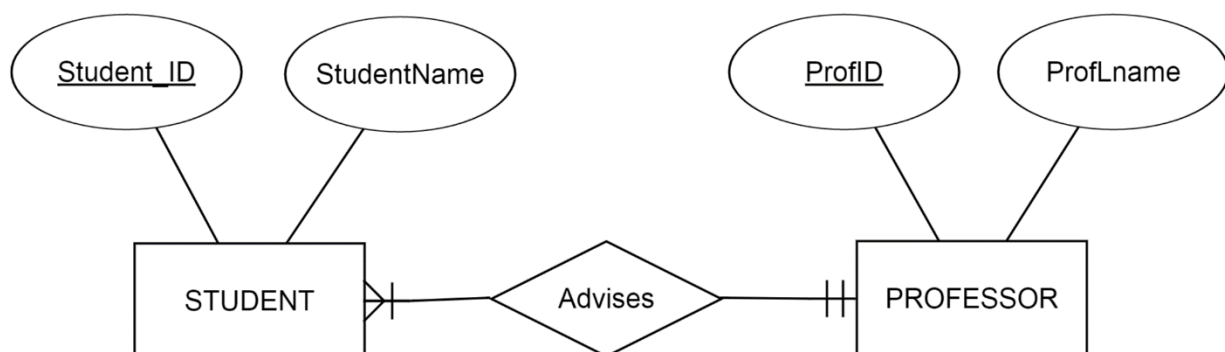 Student_ID
StudentName
ProfID
ProfLname
STUDENT
Advises
PROFESSOR